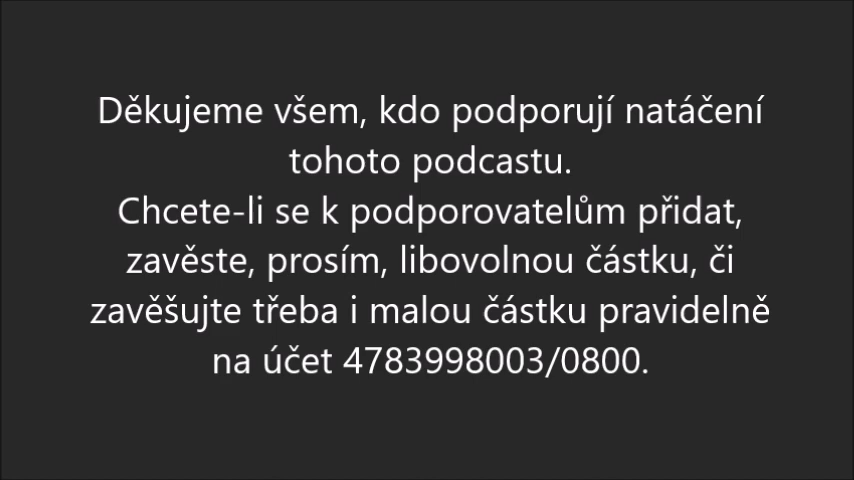 Děkujeme všem, kdo podporují natáčení
tohoto podcastu.
Chcete-li se k podporovatelům přidat,
zavěste, prosím, libovolnou částku, či
zavěšujte třeba i malou částku pravidelně
na účet 4783998003/0800.